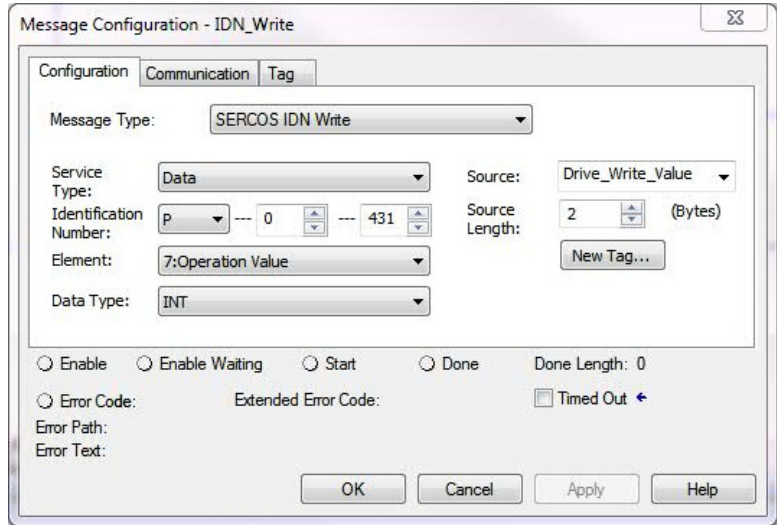 Message Configuration - IDN_Write
Configuration Communication Tag
Message Type: SERCOS IDN Write
Service Type: Data
Source: Drive_Write_Value
Identification Number: P --- 0 --- 431
Source Length: 2 (Bytes)
Element: 7:Operation Value
New Tag...
Data Type: INT
Enable Enable Waiting Start Done Done Length: 0
Error Code: Extended Error Code: Timed Out
Error Path:
Error Text:
OK Cancel Apply Help